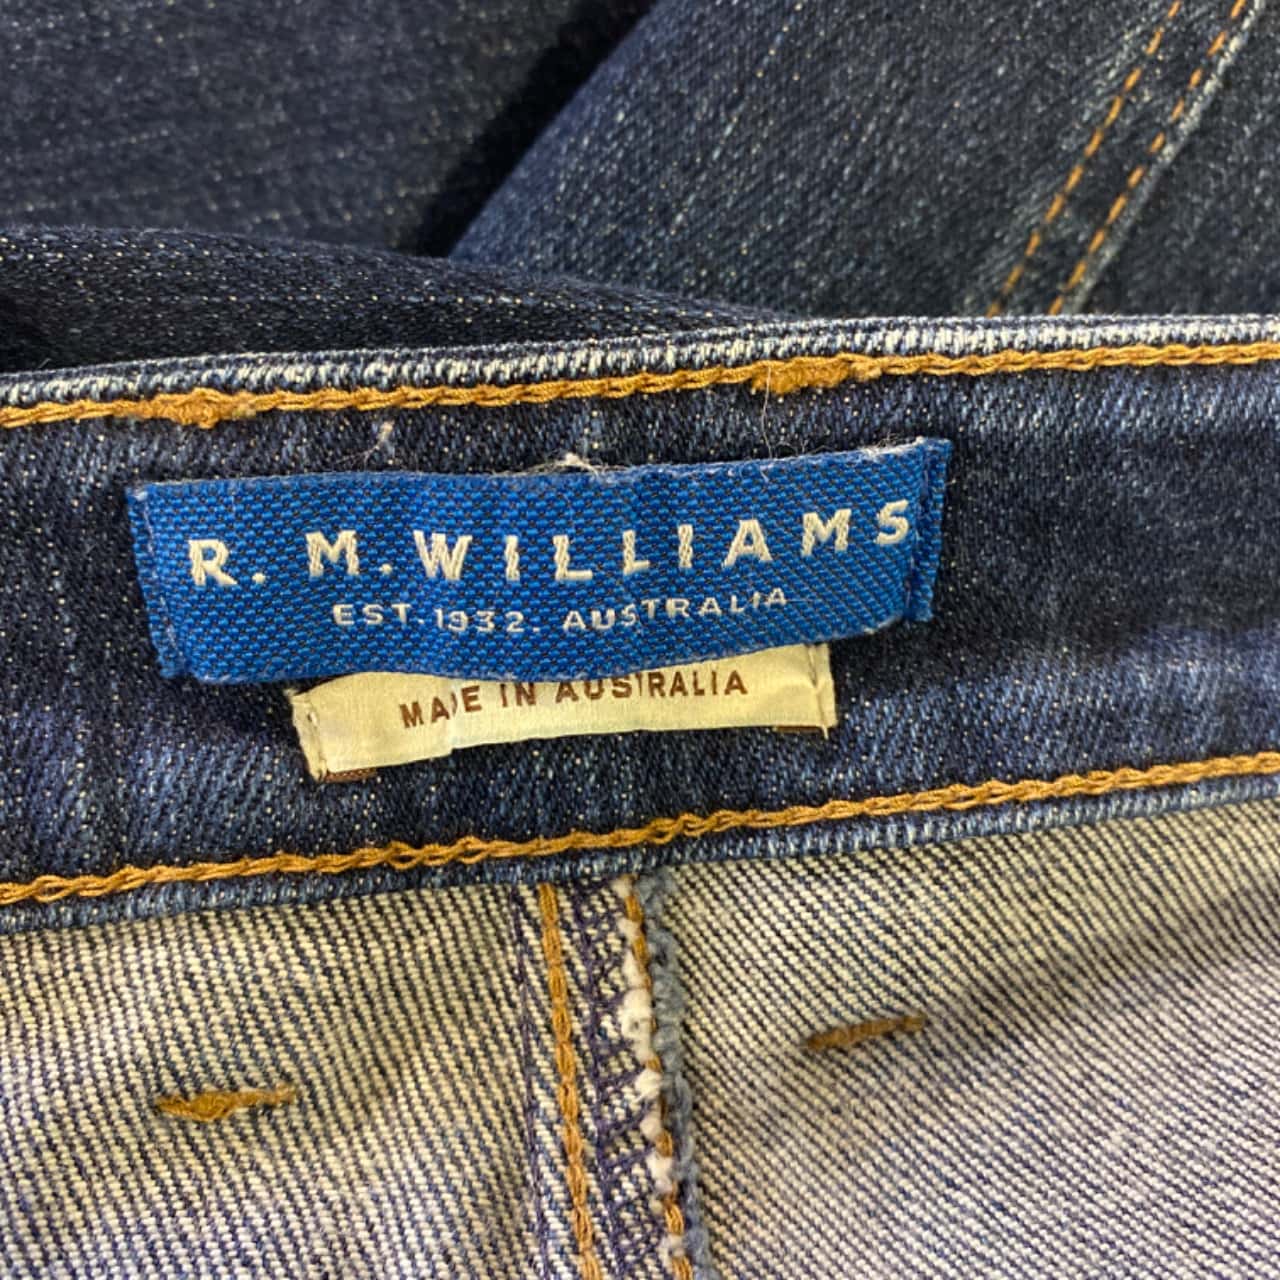 R. M. WILLIAMS
EST. 1932. AUSTRALIA
MADE IN AUSTRALIA